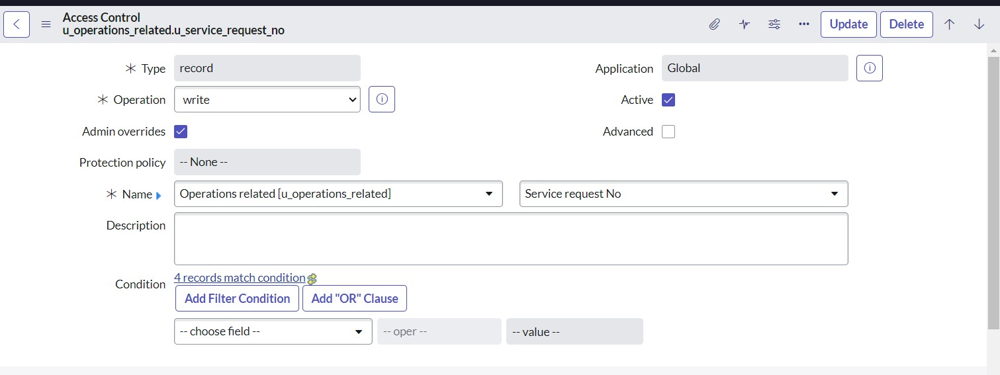 Access Control
u_operations_related.u_service_request_no
Update
Delete
Type
record
Application
Global
Operation
write
Active
Admin overrides
Advanced
Protection policy
-- None --
Name
Operations related [u_operations_related]
Service request No
Description
Condition
4 records match condition
Add Filter Condition
Add "OR" Clause
-- choose field --
-- oper --
-- value --